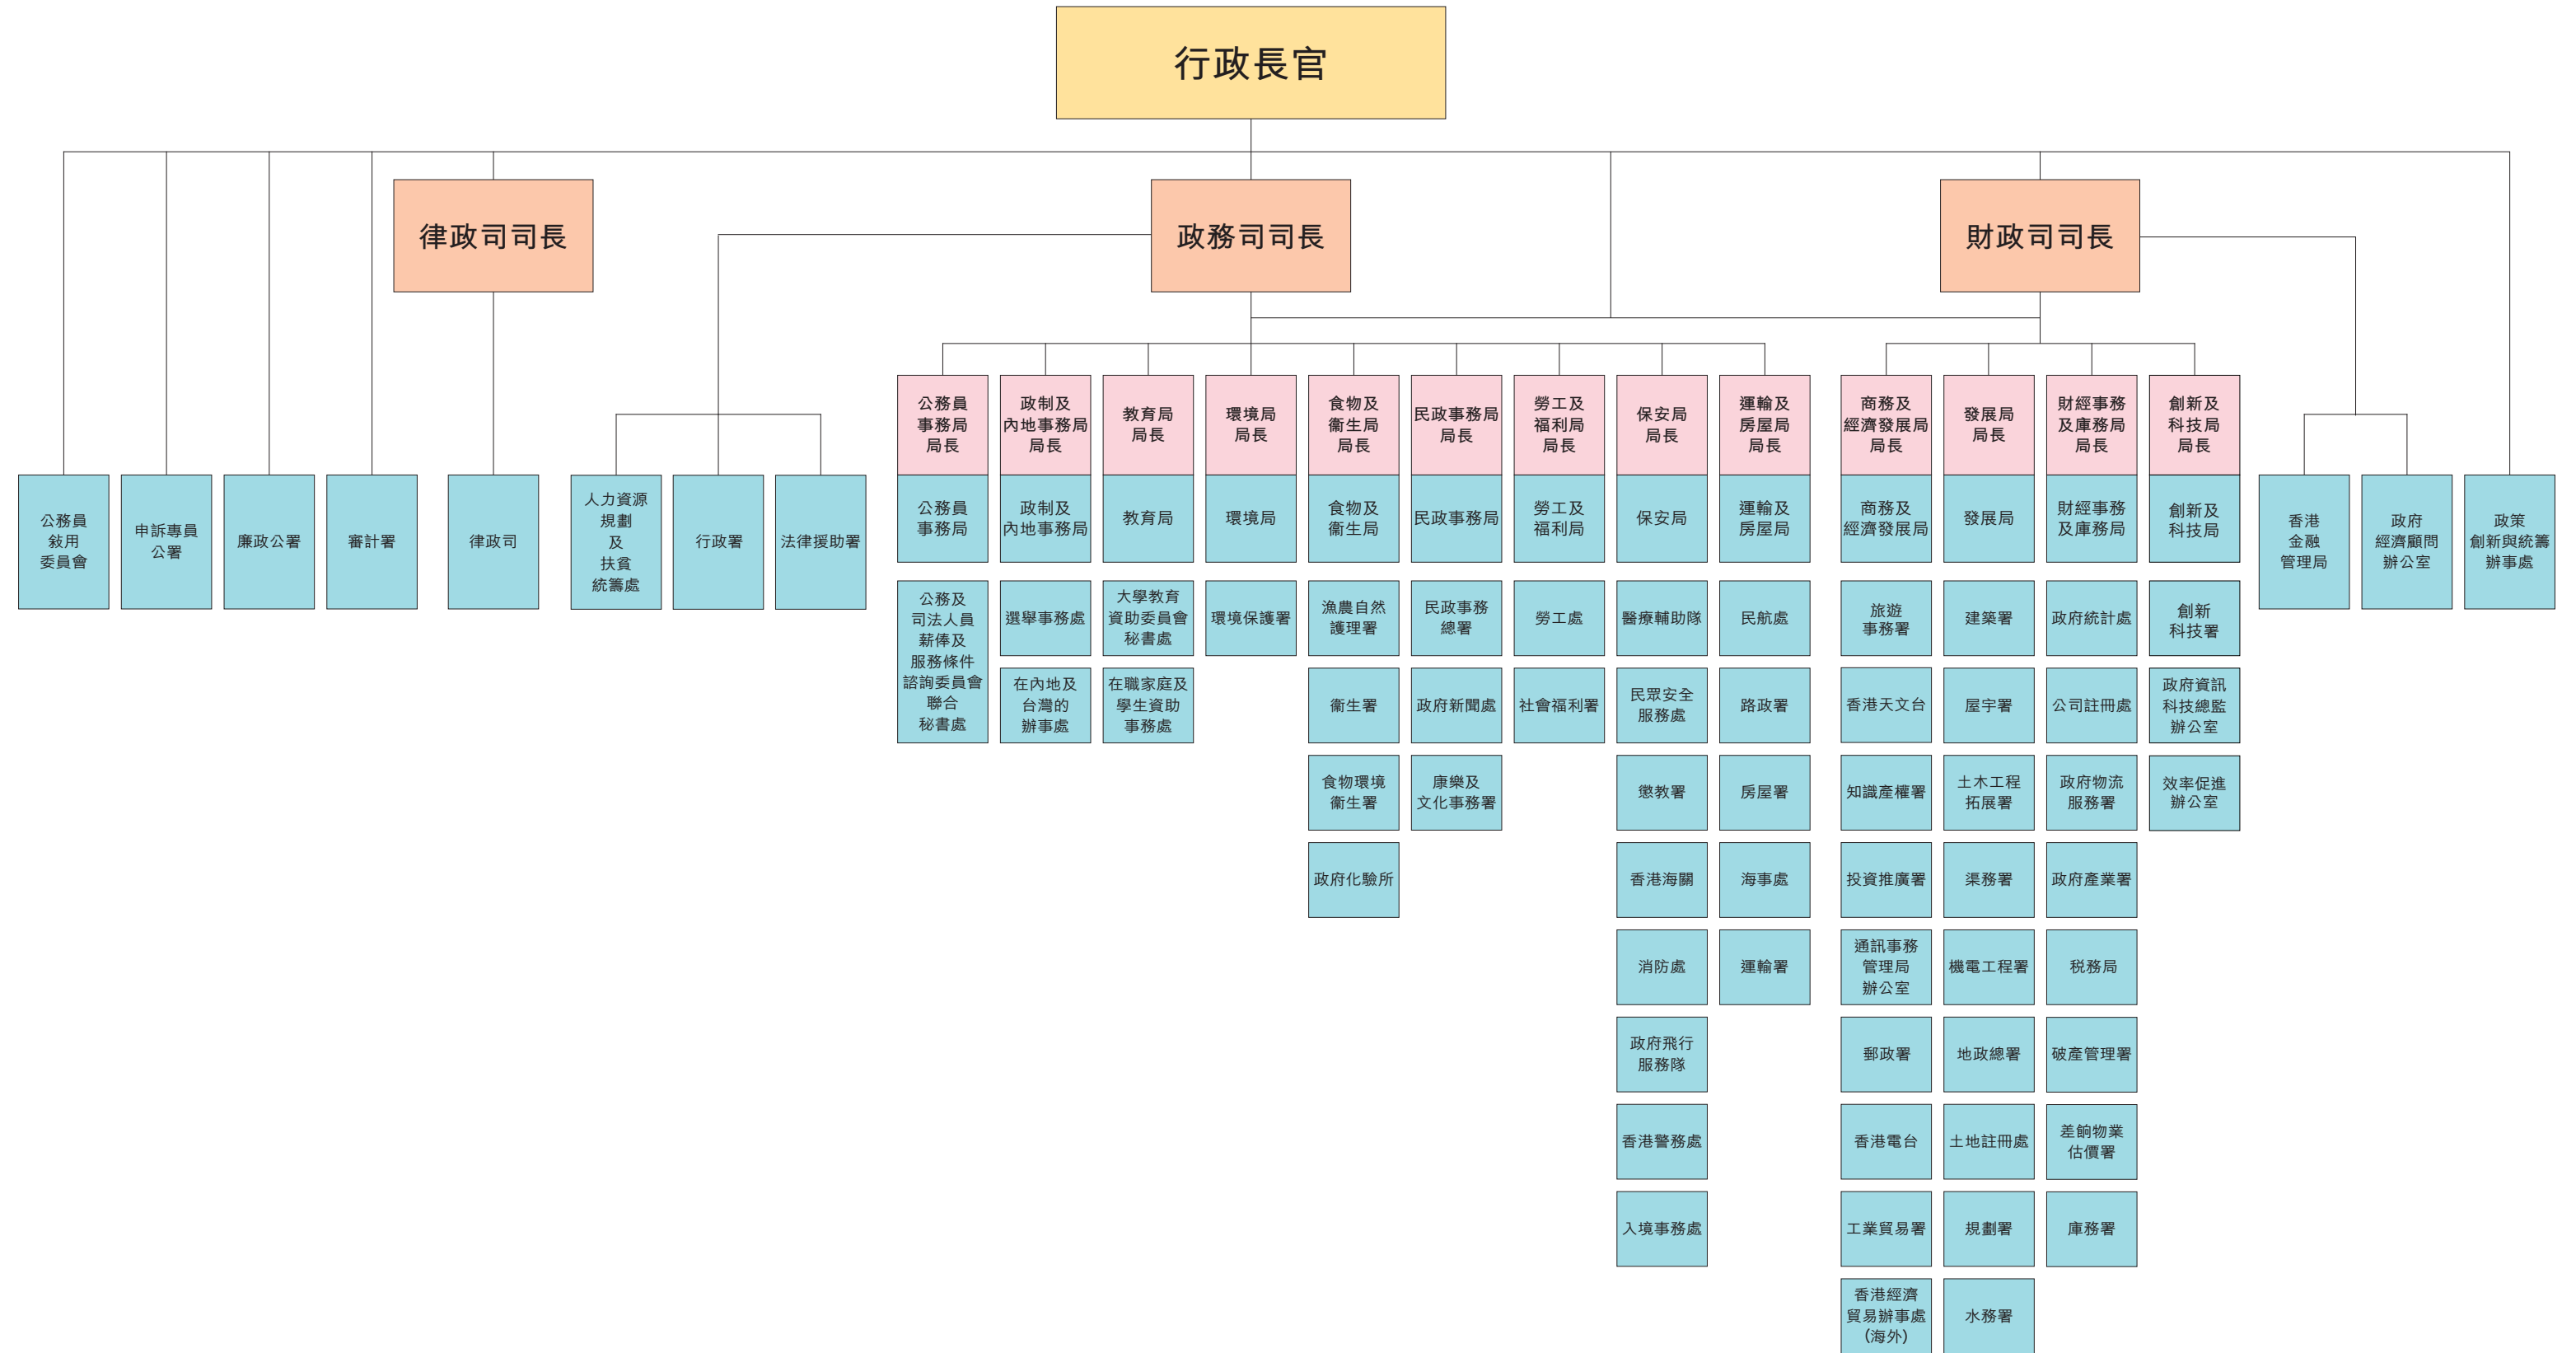 行政長官
律政司司長
政務司司長
財政司司長
公務員
事務局
局長
政制及
內地事務局
局長
教育局
局長
環境局
局長
食物及
衞生局
局長
民政事務局
局長
勞工及
福利局
局長
保安局
局長
運輸及
房屋局
局長
商務及
經濟發展局
局長
發展局
局長
財經事務
及庫務局
局長
創新及
科技局
局長
公務員
敍用
委員會
申訴專員
公署
廉政公署
審計署
律政司
人力資源
規劃
及
扶貧
統籌處
行政署
法律援助署
公務員
事務局
政制及
內地事務局
教育局
環境局
食物及
衞生局
民政事務局
勞工及
福利局
保安局
運輸及
房屋局
商務及
經濟發展局
發展局
財經事務
及庫務局
創新及
科技局
香港
金融
管理局
政府
經濟顧問
辦公室
政策
創新與統籌
辦事處
公務及
司法人員
薪俸及
服務條件
諮詢委員會
聯合
秘書處
選舉事務處
大學教育
資助委員會
秘書處
環境保護署
漁農自然
護理署
民政事務
總署
勞工處
醫療輔助隊
民航處
旅遊
事務署
建築署
政府統計處
創新
科技署
在內地及
台灣的
辦事處
在職家庭及
學生資助
事務處
衞生署
政府新聞處
社會福利署
民眾安全
服務處
路政署
香港天文台
屋宇署
公司註冊處
政府資訊
科技總監
辦公室
食物環境
衞生署
康樂及
文化事務署
懲教署
房屋署
知識產權署
土木工程
拓展署
政府物流
服務署
效率促進
辦公室
政府化驗所
香港海關
海事處
投資推廣署
渠務署
政府產業署
消防處
運輸署
通訊事務
管理局
辦公室
機電工程署
税務局
政府飛行
服務隊
郵政署
地政總署
破產管理署
香港警務處
香港電台
土地註冊處
差餉物業
估價署
入境事務處
工業貿易署
規劃署
庫務署
香港經濟
貿易辦事處
(海外)
水務署